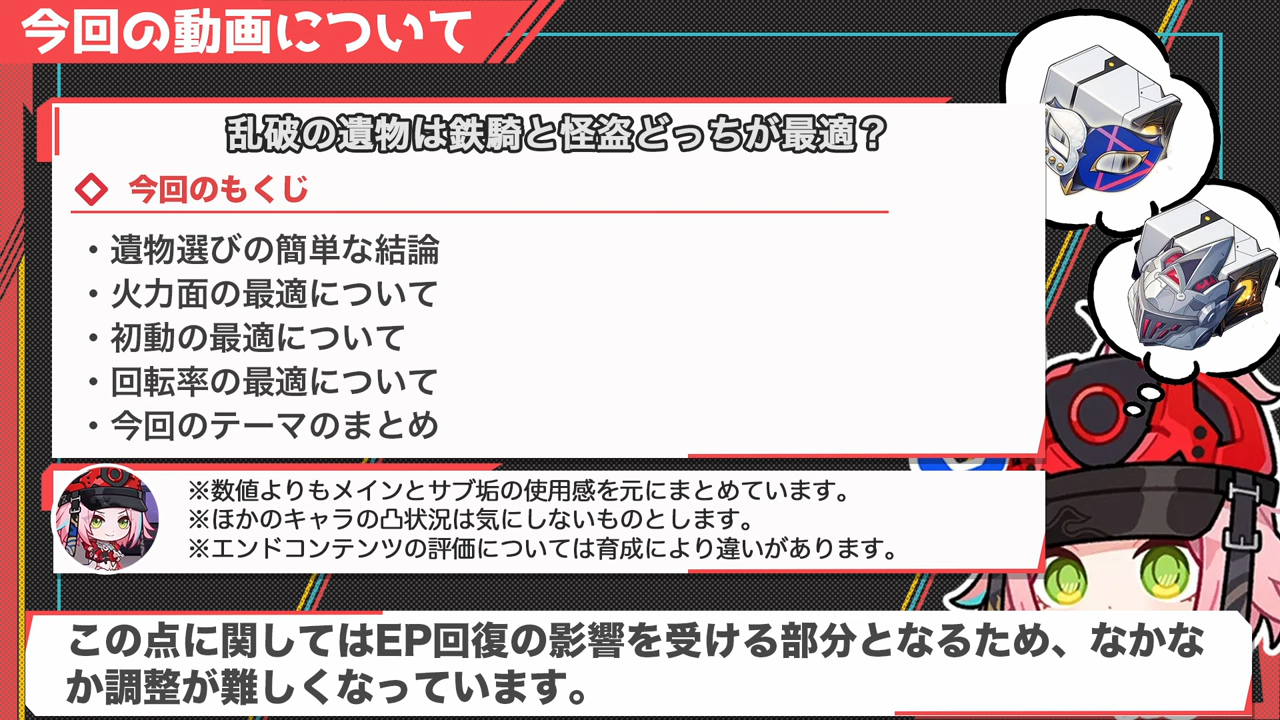 今回の動画について
乱破の遺物は鉄騎と怪盗どっちが最適？
今回のもくじ
・遺物選びの簡単な結論
・火力面の最適について
・初動の最適について
・回転率の最適について
・今回のテーマのまとめ
※数値よりもメインとサブ垢の使用感を元にまとめています。
※ほかのキャラの凸状況は気にしないものとします。
※エンドコンテンツの評価については育成により違いがあります。
この点に関してはEP回復の影響を受ける部分となるため、なかな
か調整が難しくなっています。